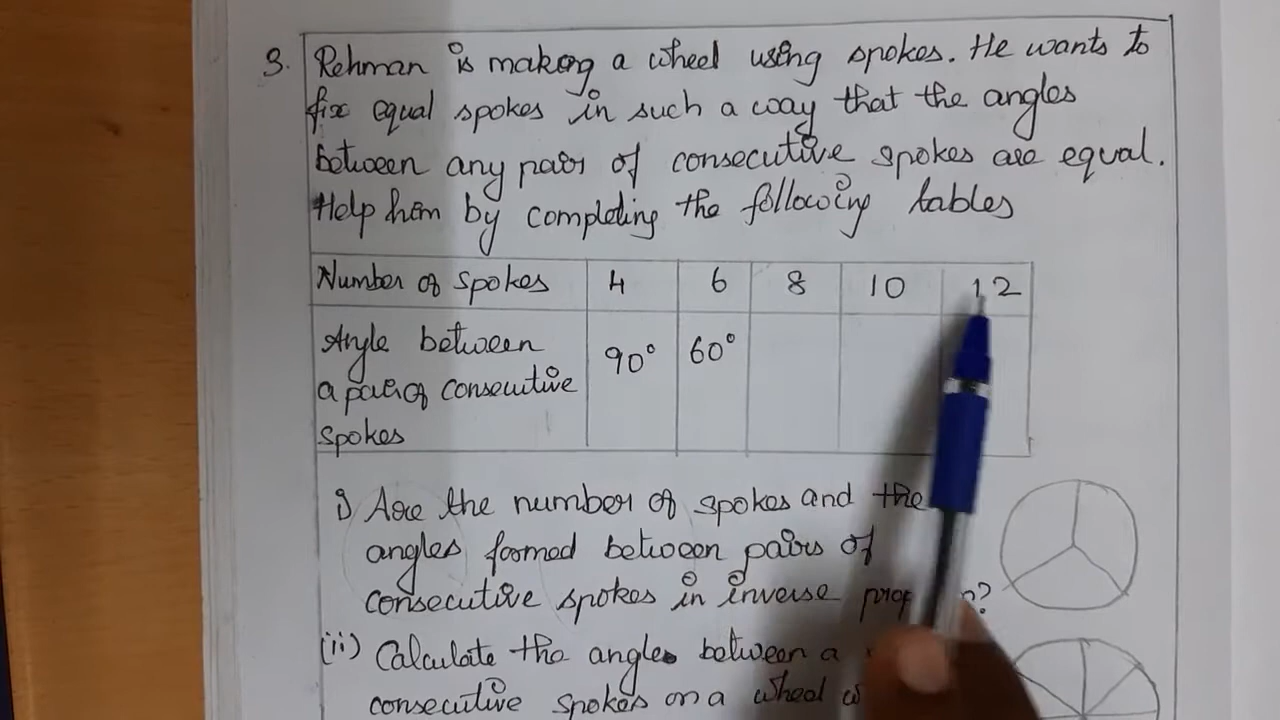 3. Rehman is making a wheel using spokes. He wants to
fix equal spokes in such a way that the angles
between any pair of consecutive spokes are equal.
Help him by completing the following tables
Number of spokes 4 6 8 10 12
Angle between 90° 60°
a pair of consecutive
spokes
i) Are the number of spokes and the
angles formed between pairs of
consecutive spokes in inverse
(ii) Calculate the angles between a
consecutive spokes on a wheel